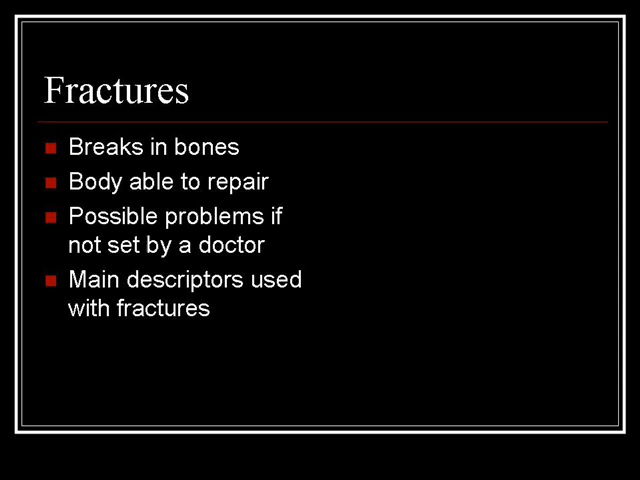 Fractures
Breaks in bones
Body able to repair
Possible problems if
not set by a doctor
Main descriptors used
with fractures